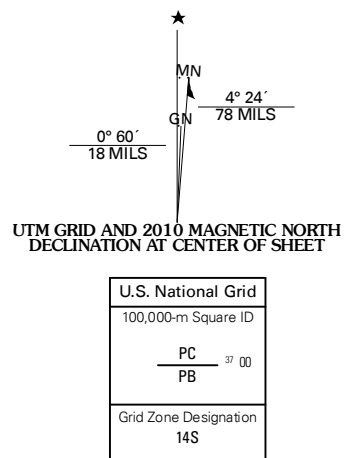 MN
GN
4° 24´
78 MILS
0° 60´
18 MILS
UTM GRID AND 2010 MAGNETIC NORTH
DECLINATION AT CENTER OF SHEET
U.S. National Grid
100,000-m Square ID
PC
37 00
PB
Grid Zone Designation
14S